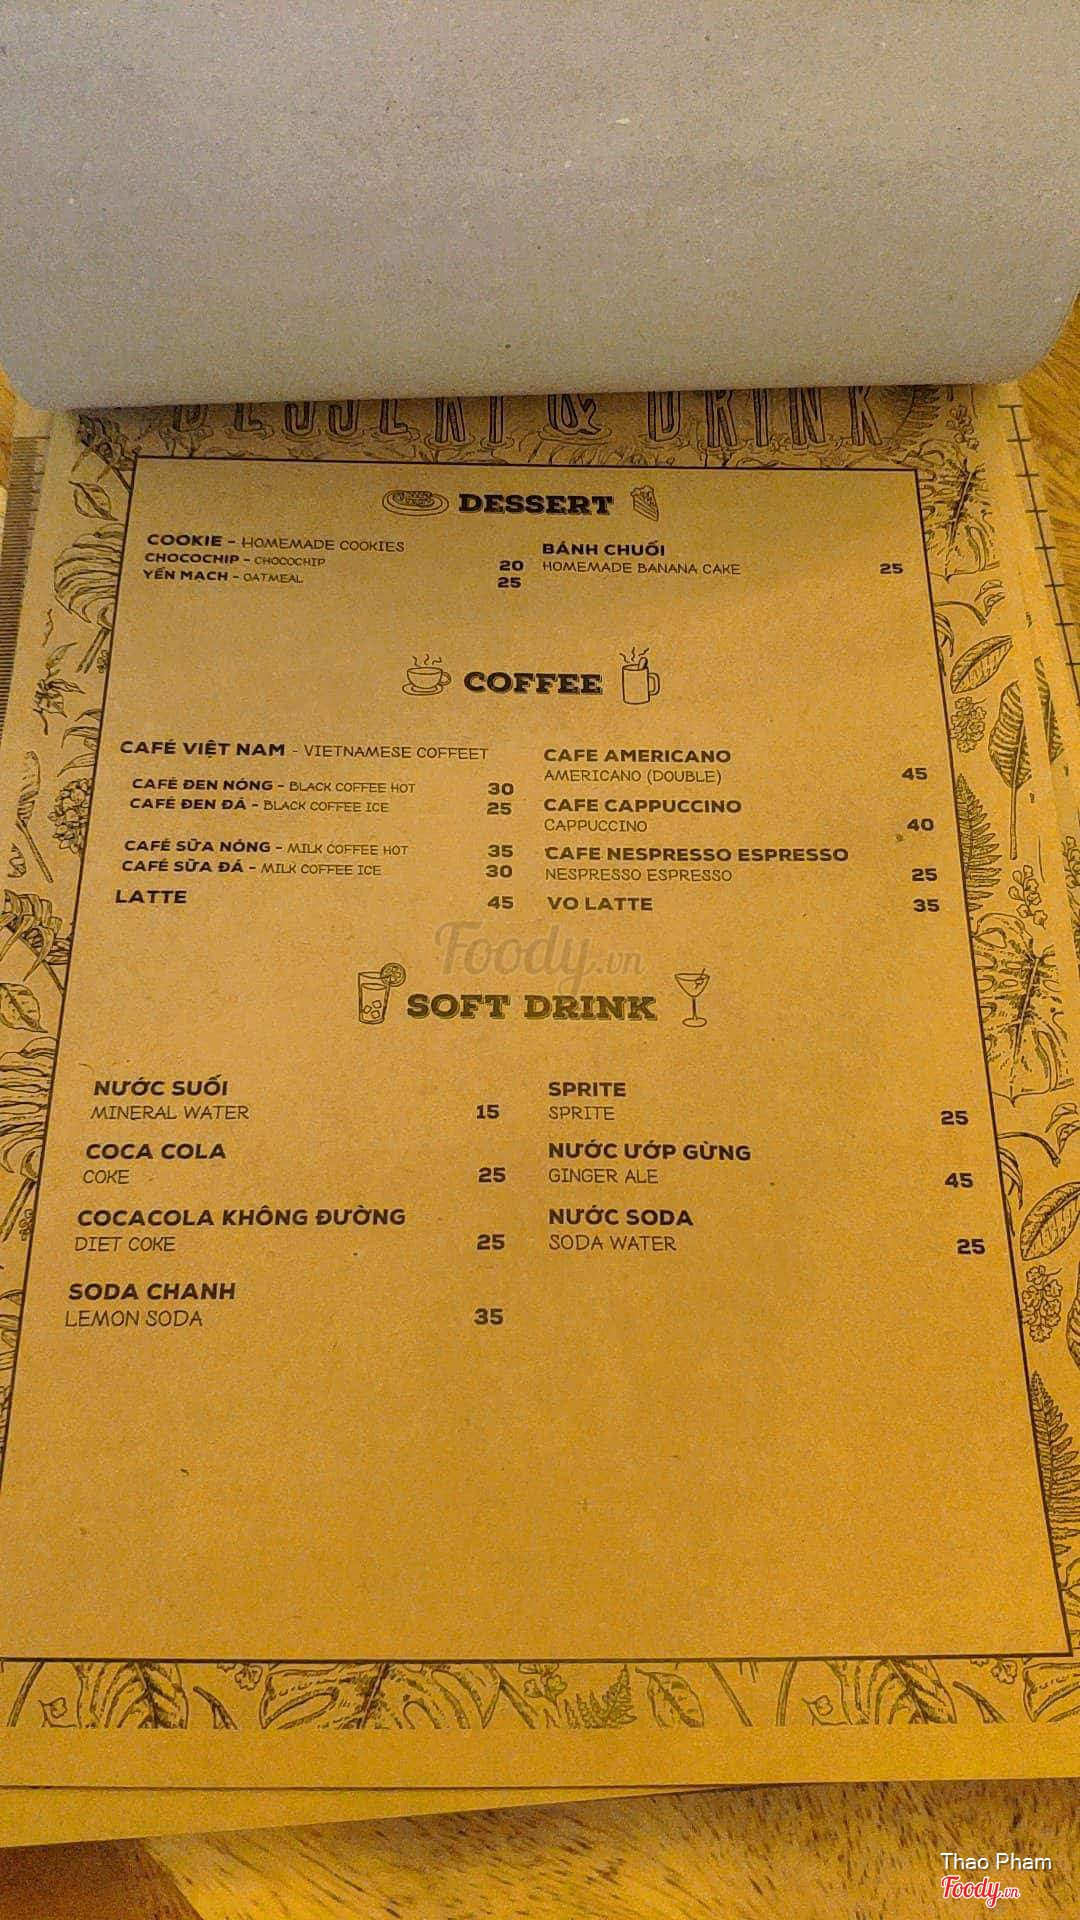 DESSERT & DRINK
DESSERT
COOKIE - HOMEMADE COOKIES
CHOCOCHIP - CHOCOCHIP 20
YẾN MẠCH - OATMEAL 25
BÁNH CHUỐI
HOMEMADE BANANA CAKE 25
COFFEE
CAFÉ VIỆT NAM - VIETNAMESE COFFEET
CAFÉ ĐEN NÓNG - BLACK COFFEE HOT 30
CAFÉ ĐEN ĐÁ - BLACK COFFEE ICE 25
CAFÉ SỮA NÓNG - MILK COFFEE HOT 35
CAFÉ SỮA ĐÁ - MILK COFFEE ICE 30
LATTE 45
CAFE AMERICANO
AMERICANO (DOUBLE) 45
CAFE CAPPUCCINO
CAPPUCCINO 40
CAFE NESPRESSO ESPRESSO
NESPRESSO ESPRESSO 25
VO LATTE 35
Foody.vn
SOFT DRINK
NƯỚC SUỐI
MINERAL WATER 15
COCA COLA
COKE 25
COCACOLA KHÔNG ĐƯỜNG
DIET COKE 25
SODA CHANH
LEMON SODA 35
SPRITE
SPRITE 25
NƯỚC ƯỚP GỪNG
GINGER ALE 45
NƯỚC SODA
SODA WATER 25
Thao Pham
Foody.vn